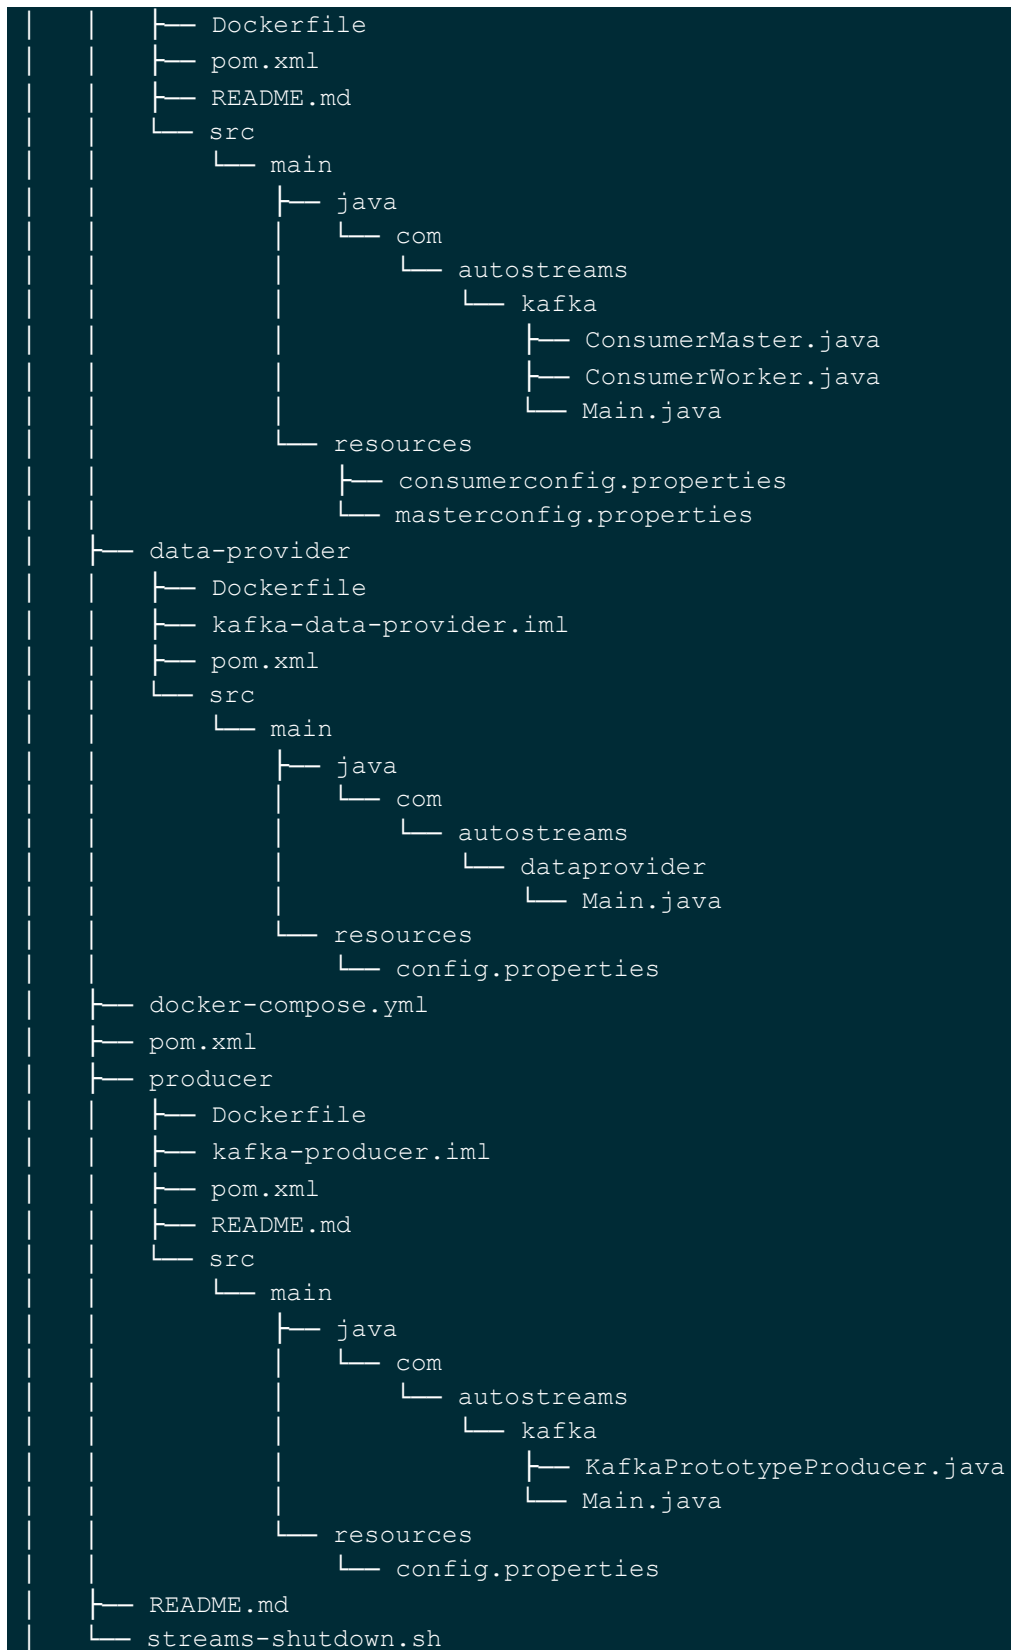 │   │   ├── Dockerfile
│   │   ├── pom.xml
│   │   ├── README.md
│   │   └── src
│   │       └── main
│   │           ├── java
│   │           │   └── com
│   │           │       └── autostreams
│   │           │           └── kafka
│   │           │               ├── ConsumerMaster.java
│   │           │               ├── ConsumerWorker.java
│   │           │               └── Main.java
│   │           └── resources
│   │               ├── consumerconfig.properties
│   │               └── masterconfig.properties
│   ├── data-provider
│   │   ├── Dockerfile
│   │   ├── kafka-data-provider.iml
│   │   ├── pom.xml
│   │   └── src
│   │       └── main
│   │           ├── java
│   │           │   └── com
│   │           │       └── autostreams
│   │           │           └── dataprovider
│   │           │               └── Main.java
│   │           └── resources
│   │               └── config.properties
│   ├── docker-compose.yml
│   ├── pom.xml
│   ├── producer
│   │   ├── Dockerfile
│   │   ├── kafka-producer.iml
│   │   ├── pom.xml
│   │   ├── README.md
│   │   └── src
│   │       └── main
│   │           ├── java
│   │           │   └── com
│   │           │       └── autostreams
│   │           │           └── kafka
│   │           │               ├── KafkaPrototypeProducer.java
│   │           │               └── Main.java
│   │           └── resources
│   │               └── config.properties
│   ├── README.md
│   └── streams-shutdown.sh